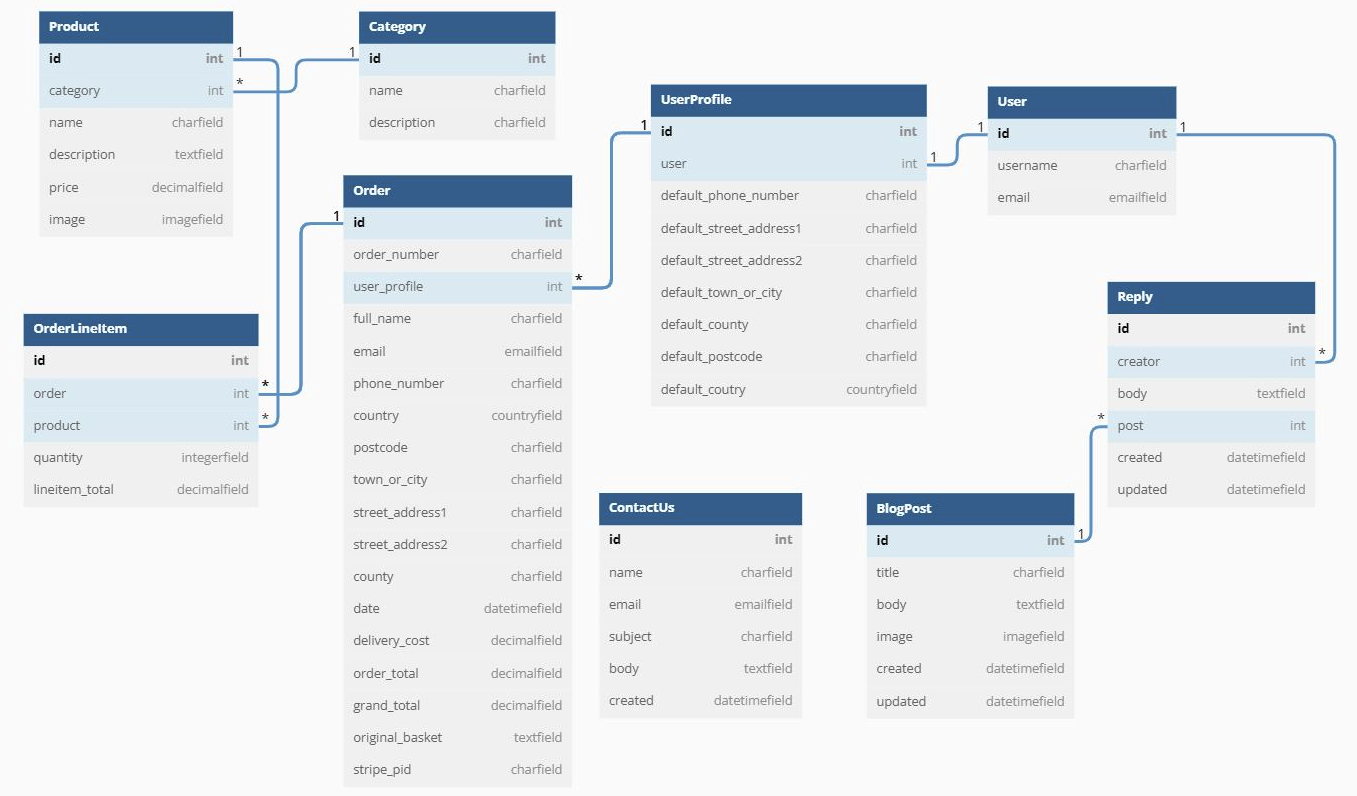 Product
id int 1
category int *
name charfield
description textfield
price decimalfield
image imagefield
Category
1 id int
name charfield
description charfield
UserProfile
1 id int
user int 1
default_phone_number charfield
default_street_address1 charfield
default_street_address2 charfield
default_town_or_city charfield
default_county charfield
default_postcode charfield
default_coutry countryfield
User
1 id int 1
username charfield
email emailfield
Order
1 id int
order_number charfield
user_profile int *
full_name charfield
email emailfield
phone_number charfield
country countryfield
postcode charfield
town_or_city charfield
street_address1 charfield
street_address2 charfield
county charfield
date datetimefield
delivery_cost decimalfield
order_total decimalfield
grand_total decimalfield
original_basket textfield
stripe_pid charfield
OrderLineItem
id int
order int *
product int *
quantity integerfield
lineitem_total decimalfield
Reply
id int
creator int *
body textfield
* post int
created datetimefield
updated datetimefield
ContactUs
id int
name charfield
email emailfield
subject charfield
body textfield
created datetimefield
BlogPost
id int 1
title charfield
body textfield
image imagefield
created datetimefield
updated datetimefield